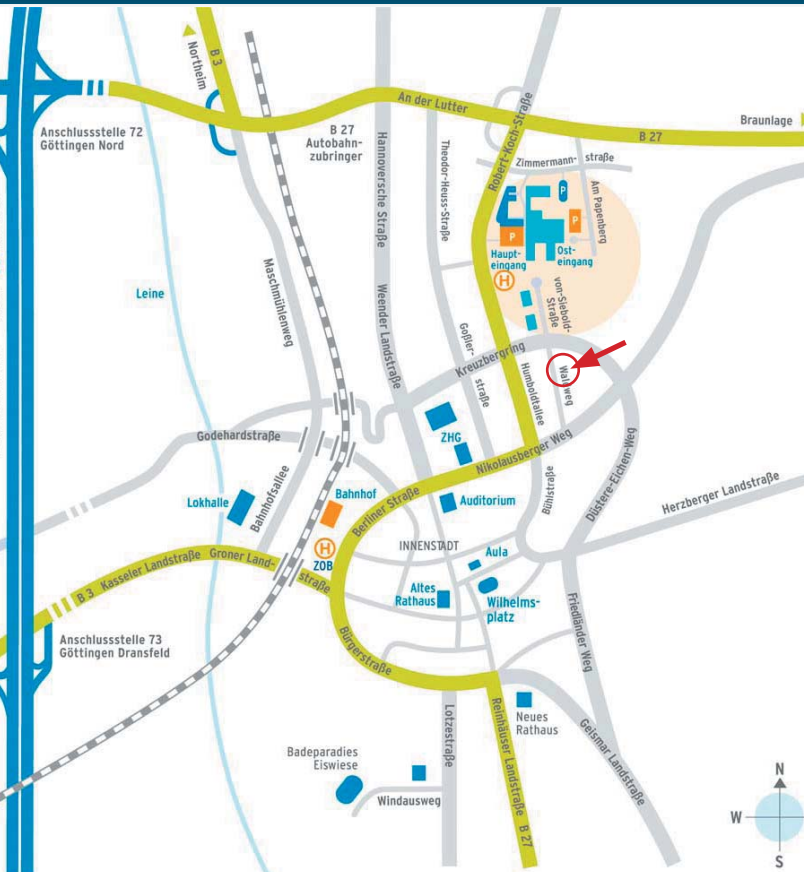 B 3
Northeim
An der Lutter
B 27
Braunlage
Anschlussstelle 72
Göttingen Nord
B 27
Autobahn-
zubringer
Hannoversche Straße
Theodor-Heuss-Straße
Robert-Koch-Straße
Zimmermann-
straße
P
P
P
Am Papenberg
Haupt-
eingang
Ost-
eingang
H
von-Siebold-
Straße
Leine
Maschmühlenweg
Weender Landstraße
Goßler-
straße
Kreuzbergring
Humboldtallee
Waldweg
ZHG
Godehardstraße
Nikolausberger Weg
Düstere-Eichen-Weg
Lokhalle
Bahnhofsallee
Bahnhof
Berliner Straße
Auditorium
Bühlstraße
Herzberger Landstraße
H
ZOB
INNENSTADT
Aula
B 3 Kasseler Landstraße
Groner Land-
straße
Altes
Rathaus
Wilhelms-
platz
Friedländer Weg
Anschlussstelle 73
Göttingen Dransfeld
Bürgerstraße
Lotzestraße
Reinhäuser Landstraße B 27
Neues
Rathaus
Geismar Landstraße
Badeparadies
Eiswiese
Windausweg
N
W
S